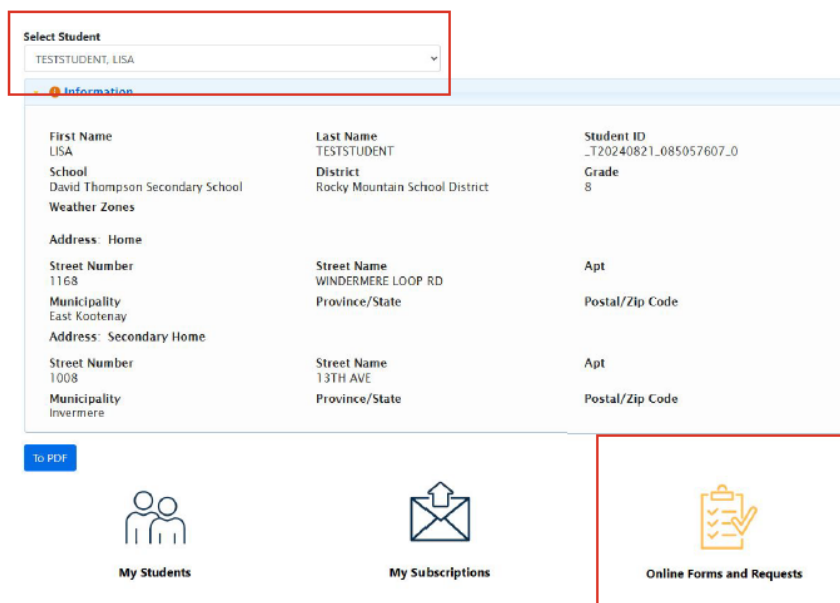 Select Student
TESTSTUDENT, LISA
Information
First Name Last Name Student ID
LISA TESTSTUDENT _T20240821_085057607_0
School District Grade
David Thompson Secondary School Rocky Mountain School District 8
Weather Zones
Address: Home
Street Number Street Name Apt
1168 WINDERMERE LOOP RD
Municipality Province/State Postal/Zip Code
East Kootenay
Address: Secondary Home
Street Number Street Name Apt
1008 13TH AVE
Municipality Province/State Postal/Zip Code
Invermere
To PDF
My Students My Subscriptions Online Forms and Requests